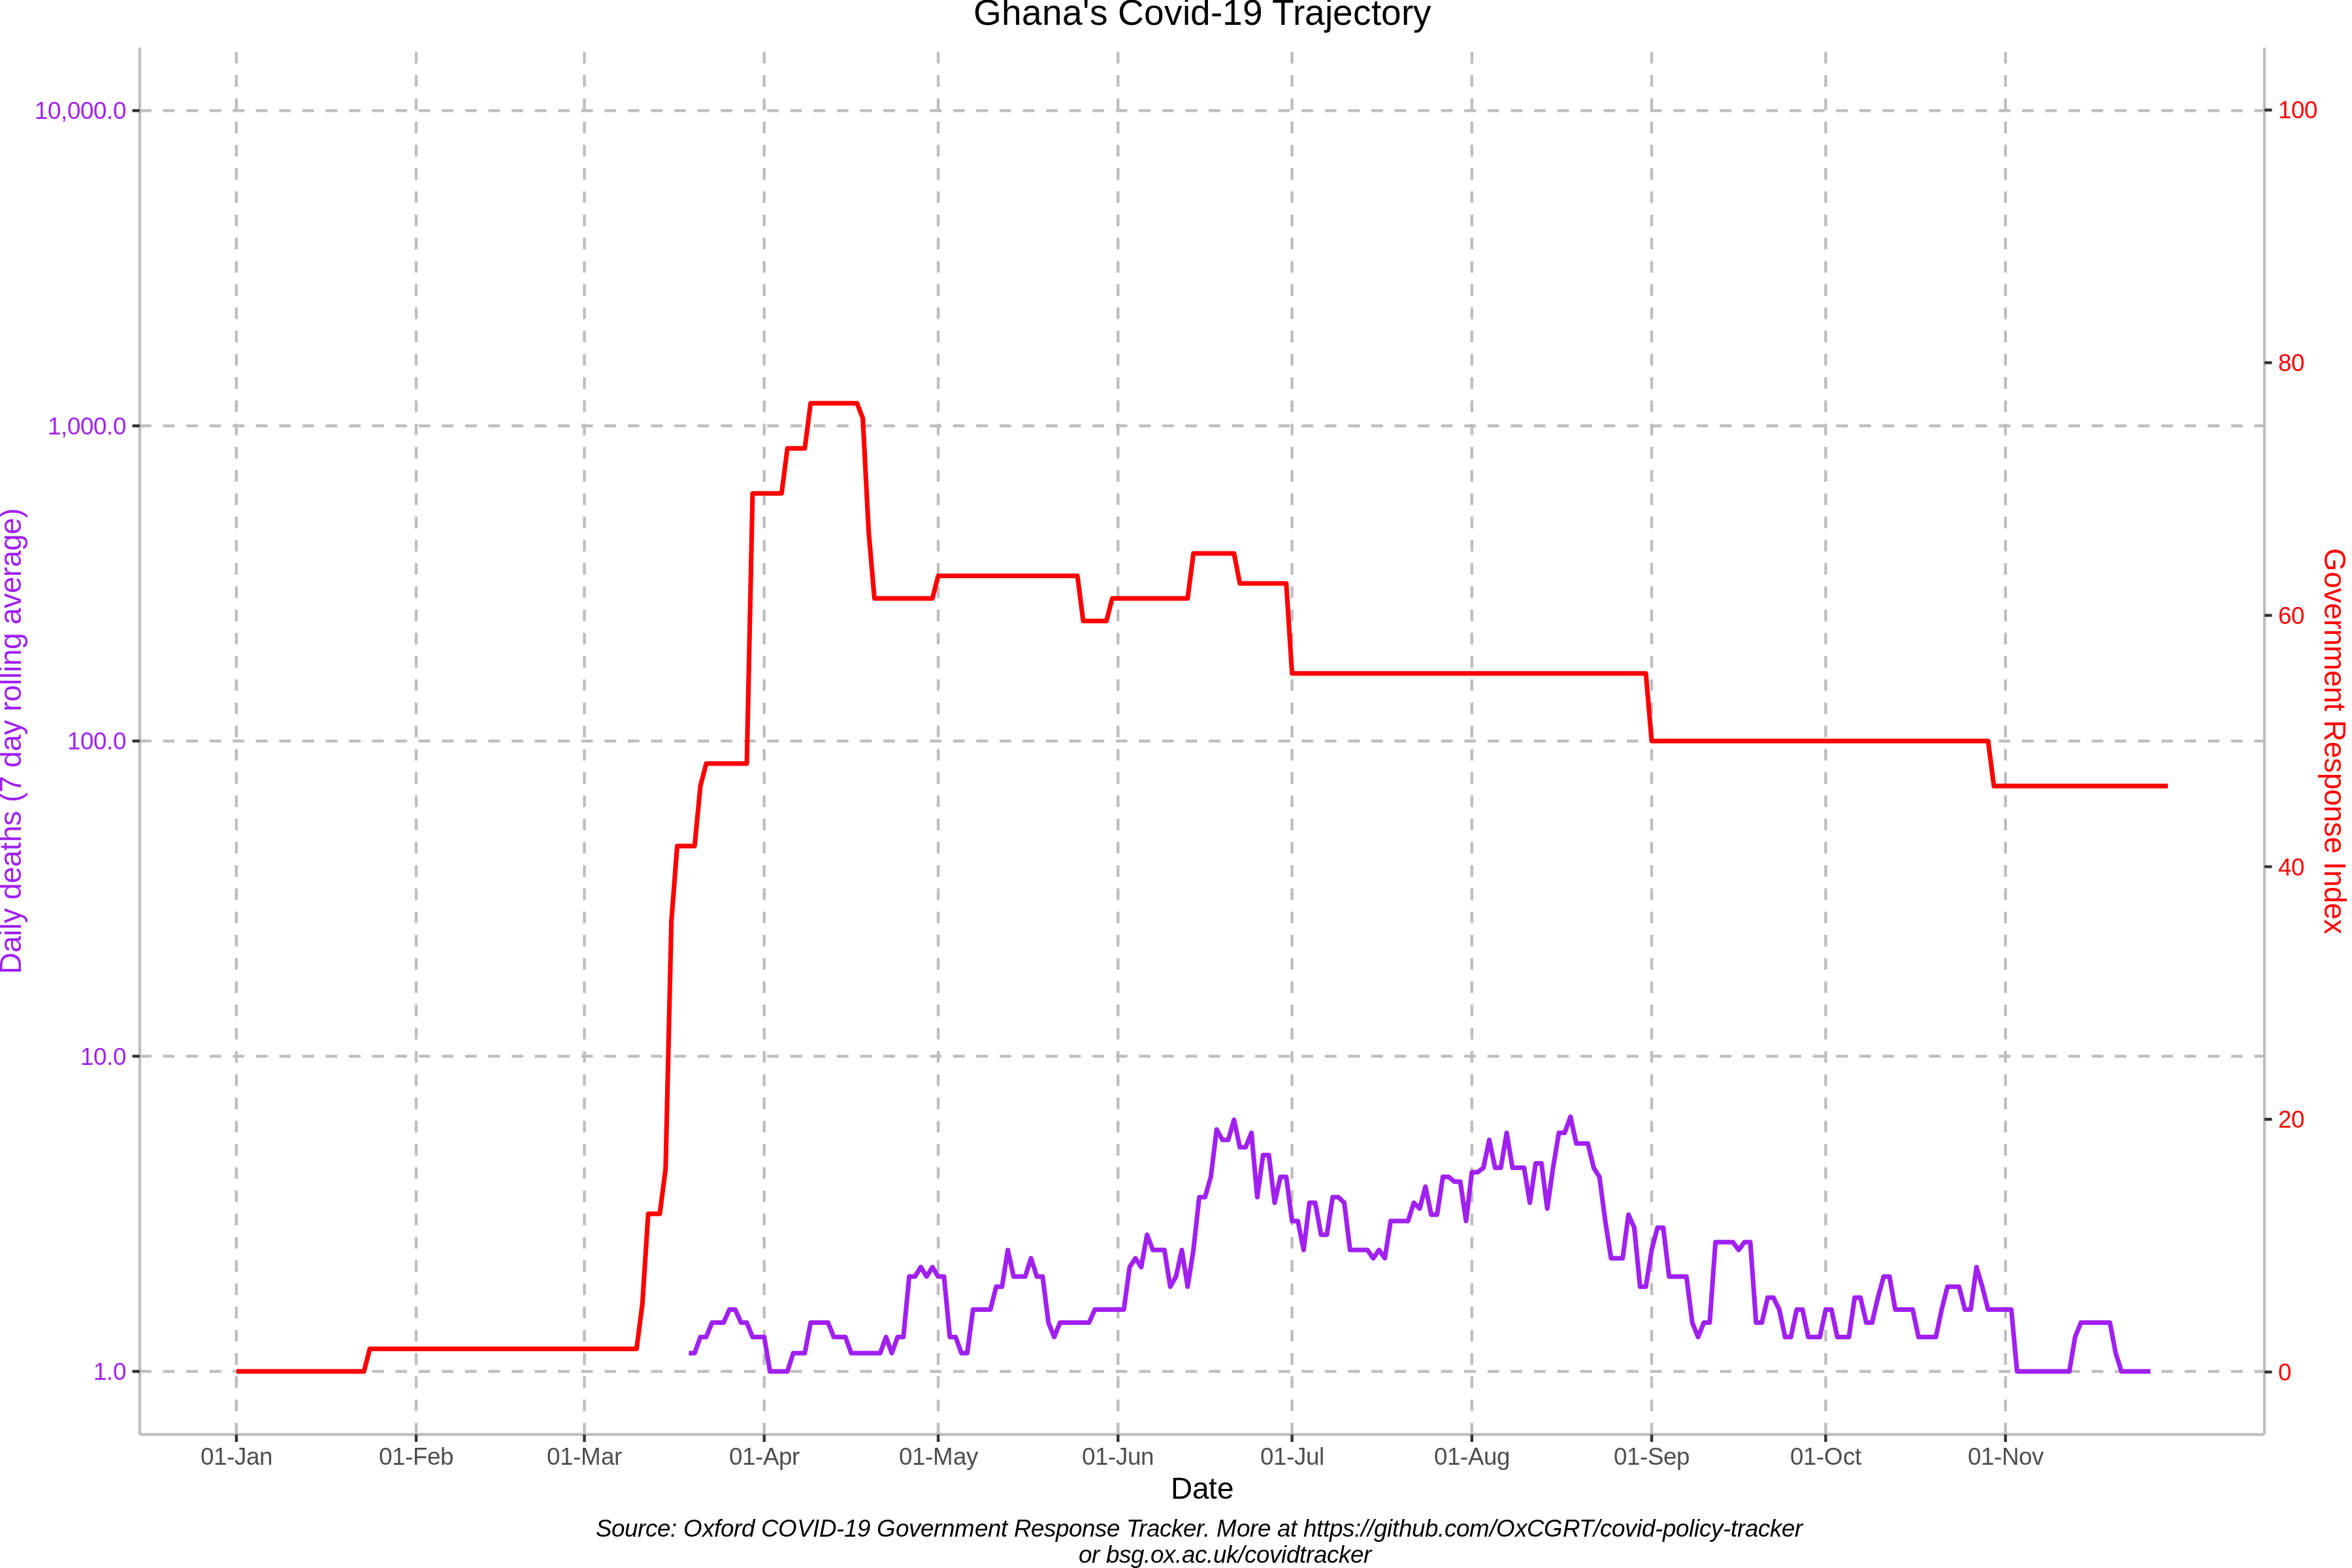 Ghana's Covid-19 Trajectory
Daily deaths (7 day rolling average)
10,000.0
1,000.0
100.0
10.0
1.0
100
80
60
40
20
0
Government Response Index
01-Jan
01-Feb
01-Mar
01-Apr
01-May
01-Jun
01-Jul
01-Aug
01-Sep
01-Oct
01-Nov
Date
Source: Oxford COVID-19 Government Response Tracker. More at https://github.com/OxCGRT/covid-policy-tracker
or bsg.ox.ac.uk/covidtracker